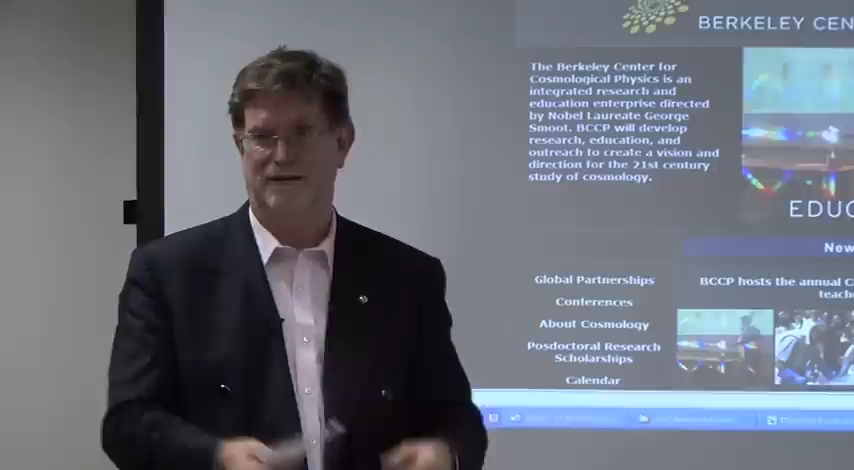 BERKELEY CEN
The Berkeley Center for
Cosmological Physics is an
integrated research and
education enterprise directed
by Nobel Laureate George
Smoot. BCCP will develop
research, education, and
outreach to create a vision and
direction for the 21st century
study of cosmology.
EDUC
New
Global Partnerships
BCCP hosts the annual C
teach
Conferences
About Cosmology
Postdoctoral Research
Scholarships
Calendar